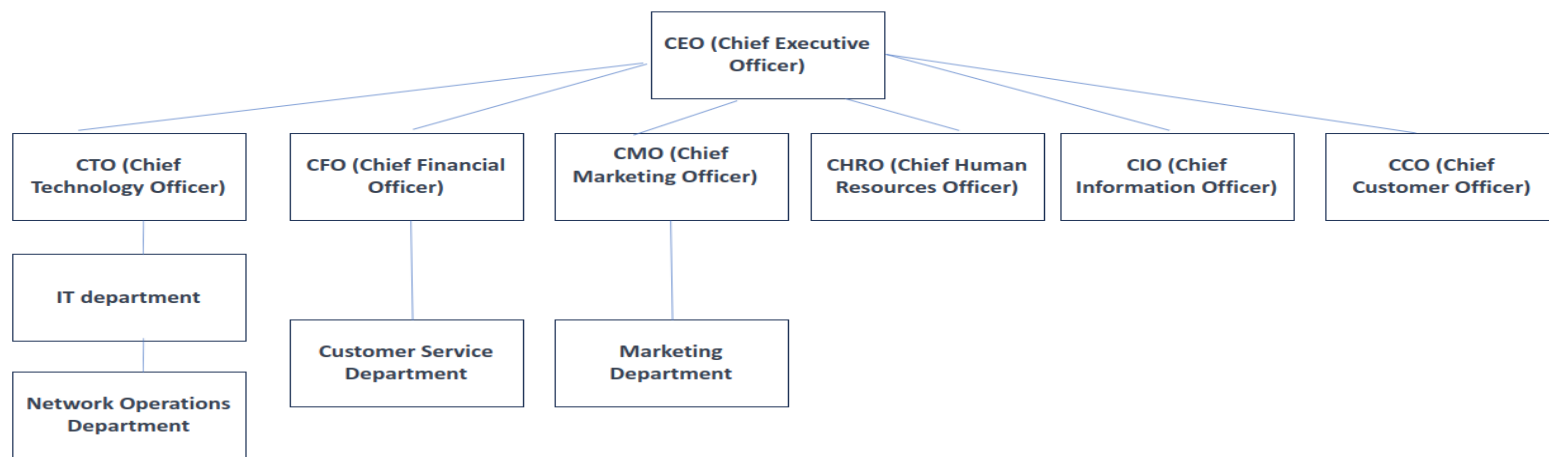 CEO (Chief Executive
Officer)
CTO (Chief
Technology Officer)
CFO (Chief Financial
Officer)
CMO (Chief
Marketing Officer)
CHRO (Chief Human
Resources Officer)
CIO (Chief
Information Officer)
CCO (Chief
Customer Officer)
IT department
Customer Service
Department
Marketing
Department
Network Operations
Department